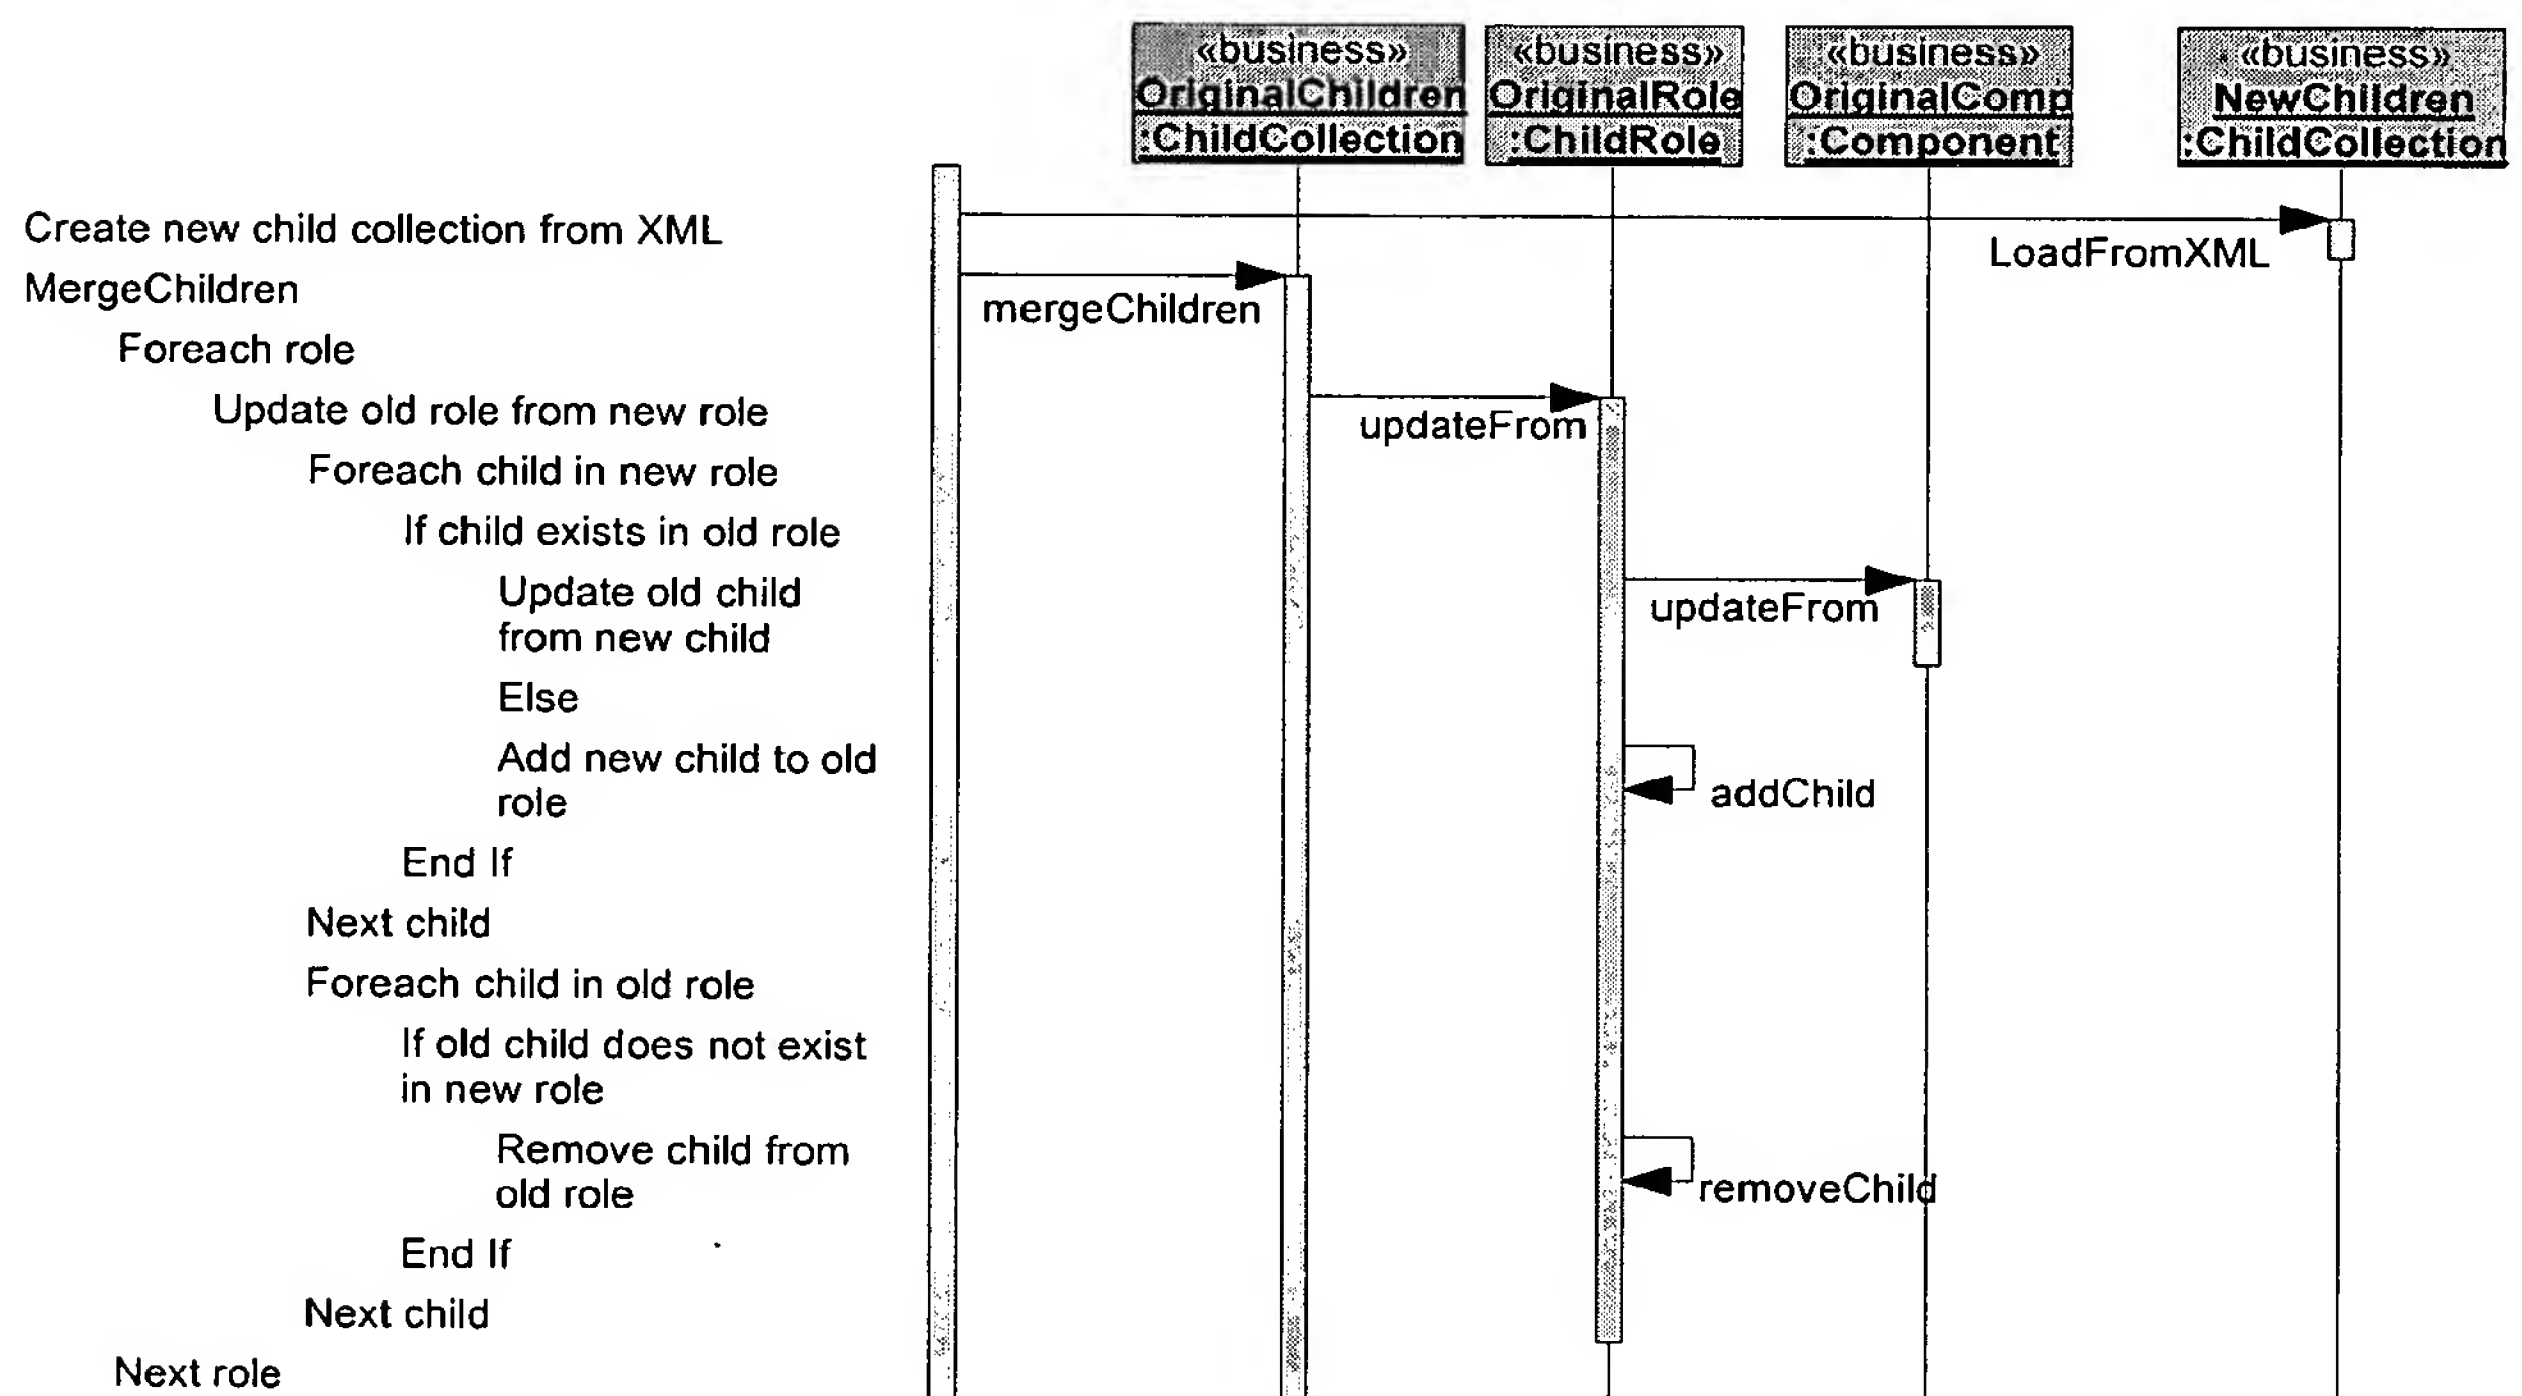 «business»
OriginalChildren
:ChildCollection
«business»
OriginalRole
:ChildRole
«business»
OriginalComp
:Component
«business»
NewChildren
:ChildCollection
Create new child collection from XML
LoadFromXML
MergeChildren
mergeChildren
Foreach role
Update old role from new role
updateFrom
Foreach child in new role
If child exists in old role
Update old child
from new child
updateFrom
Else
Add new child to old
role
addChild
End If
Next child
Foreach child in old role
If old child does not exist
in new role
Remove child from
old role
removeChild
End If
Next child
Next role